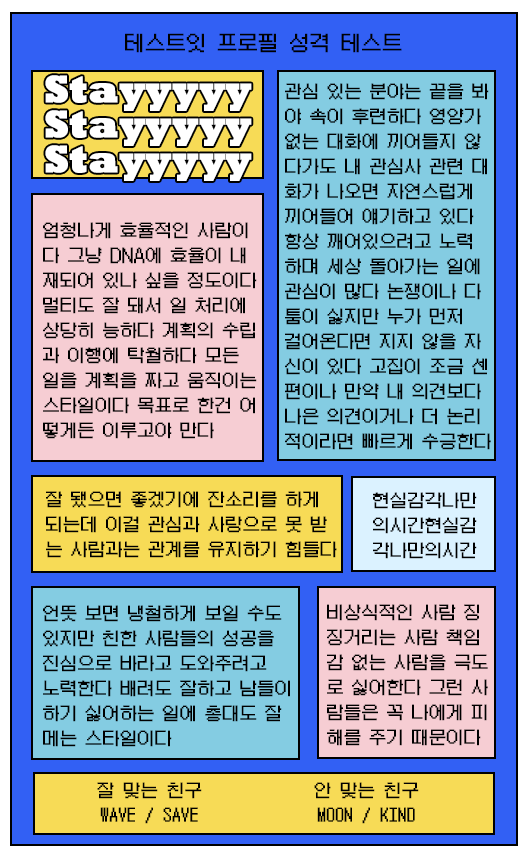 테스트잇 프로필 성격 테스트
Stayyyyy
Stayyyyy
Stayyyyy
엄청나게 효율적인 사람이
다 그냥 DNA에 효율이 내
재되어 있나 싶을 정도이다
멀티도 잘 돼서 일 처리에
상당히 능하다 계획의 수립
과 이행에 탁월하다 모든
일을 계획을 짜고 움직이는
스타일이다 목표로 한건 어
떻게든 이루고야 만다
관심 있는 분야는 끝을 봐
야 속이 후련하다 영양가
없는 대화에 끼어들지 않
다가도 내 관심사 관련 대
화가 나오면 자연스럽게
끼어들어 얘기하고 있다
항상 깨어있으려고 노력
하며 세상 돌아가는 일에
관심이 많다 논쟁이나 다
툼이 싫지만 누가 먼저
걸어온다면 지지 않을 자
신이 있다 고집이 조금 센
편이나 만약 내 의견보다
나은 의견이거나 더 논리
적이라면 빠르게 수긍한다
잘 됐으면 좋겠기에 잔소리를 하게
되는데 이걸 관심과 사랑으로 못 받
는 사람과는 관계를 유지하기 힘들다
현실감각나만
의시간현실감
각나만의시간
언뜻 보면 냉철하게 보일 수도
있지만 친한 사람들의 성공을
진심으로 바라고 도와주려고
노력한다 배려도 잘하고 남들이
하기 싫어하는 일에 총대도 잘
메는 스타일이다
비상식적인 사람 징
징거리는 사람 책임
감 없는 사람을 극도
로 싫어한다 그런 사
람들은 꼭 나에게 피
해를 주기 때문이다
잘 맞는 친구
WAVE / SAVE
안 맞는 친구
MOON / KIND